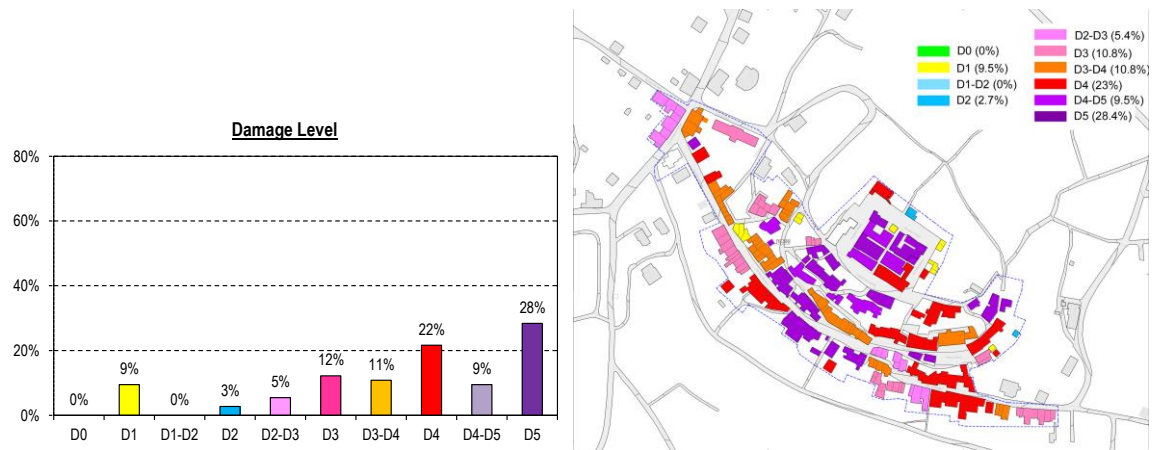 Damage Level
80%
60%
40%
20%
0%
0%
9%
0%
3%
5%
12%
11%
22%
9%
28%
D0 D1 D1-D2 D2 D2-D3 D3 D3-D4 D4 D4-D5 D5
D0 (0%)
D1 (9.5%)
D1-D2 (0%)
D2 (2.7%)
D2-D3 (5.4%)
D3 (10.8%)
D3-D4 (10.8%)
D4 (23%)
D4-D5 (9.5%)
D5 (28.4%)